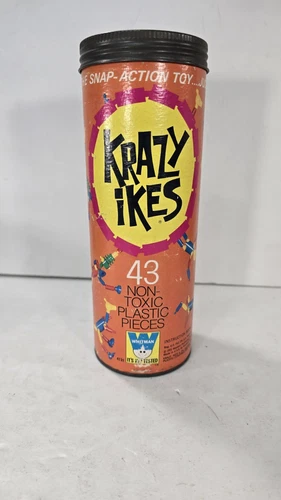 SNAP-ACTION TOY....
KRAZY
IKES
43
NON-
TOXIC
PLASTIC
PIECES
WHITMAN